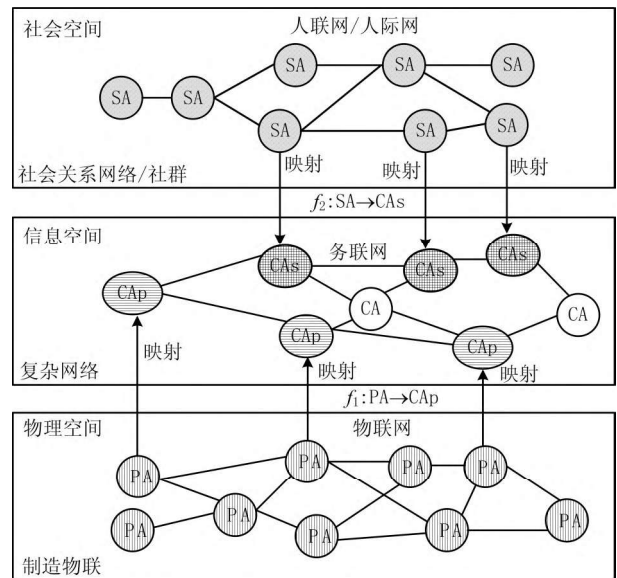 社会空间
人联网/人际网
SA
SA
SA
SA
SA
SA
SA
SA
映射
映射
映射
社会关系网络/社群
f₂:SA→CAs
信息空间
务联网
CAs
CAs
CAs
CAp
CA
CA
CAp
CAp
映射
映射
映射
复杂网络
f₁:PA→CAp
物理空间
物联网
PA
PA
PA
PA
PA
PA
PA
PA
PA
制造物联